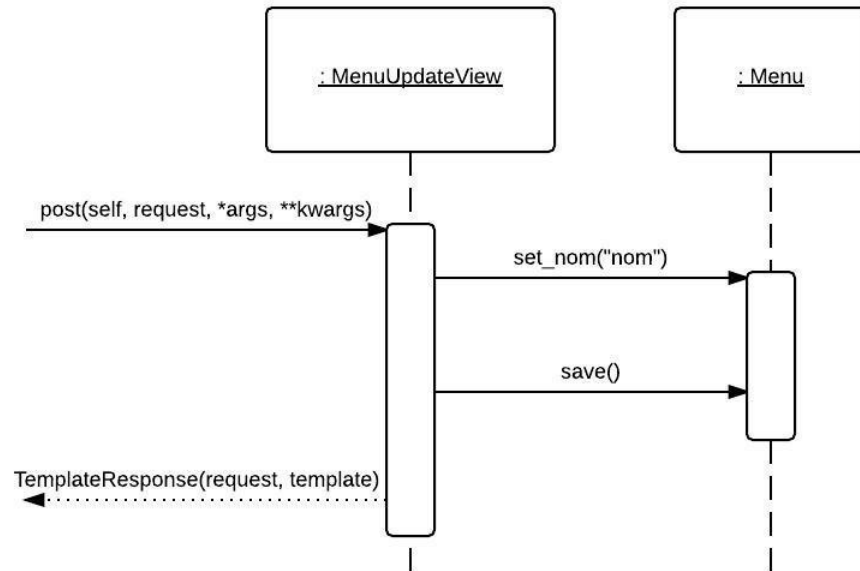 : MenuUpdateView
: Menu
post(self, request, *args, **kwargs)
set_nom("nom")
save()
TemplateResponse(request, template)